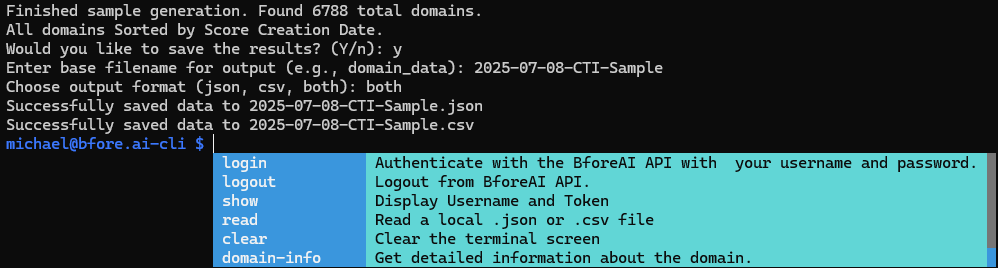 Finished sample generation. Found 6788 total domains.
All domains Sorted by Score Creation Date.
Would you like to save the results? (Y/n): y
Enter base filename for output (e.g., domain_data): 2025-07-08-CTI-Sample
Choose output format (json, csv, both): both
Successfully saved data to 2025-07-08-CTI-Sample.json
Successfully saved data to 2025-07-08-CTI-Sample.csv
michael@bfore.ai-cli $
login Authenticate with the BforeAI API with  your username and password.
logout Logout from BforeAI API.
show Display Username and Token
read Read a local .json or .csv file
clear Clear the terminal screen
domain-info Get detailed information about the domain.